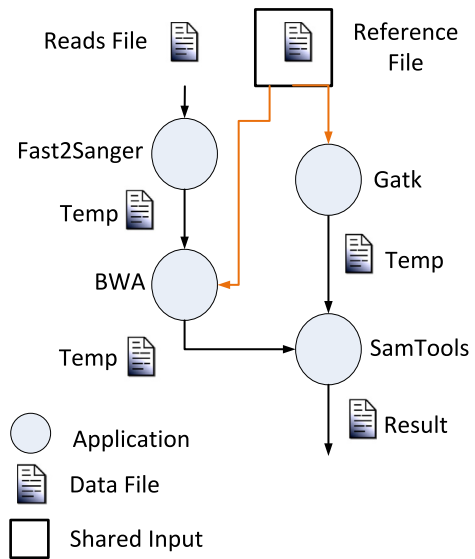 Reads File
Reference
File
Fast2Sanger
Gatk
Temp
Temp
BWA
SamTools
Temp
Result
Application
Data File
Shared Input